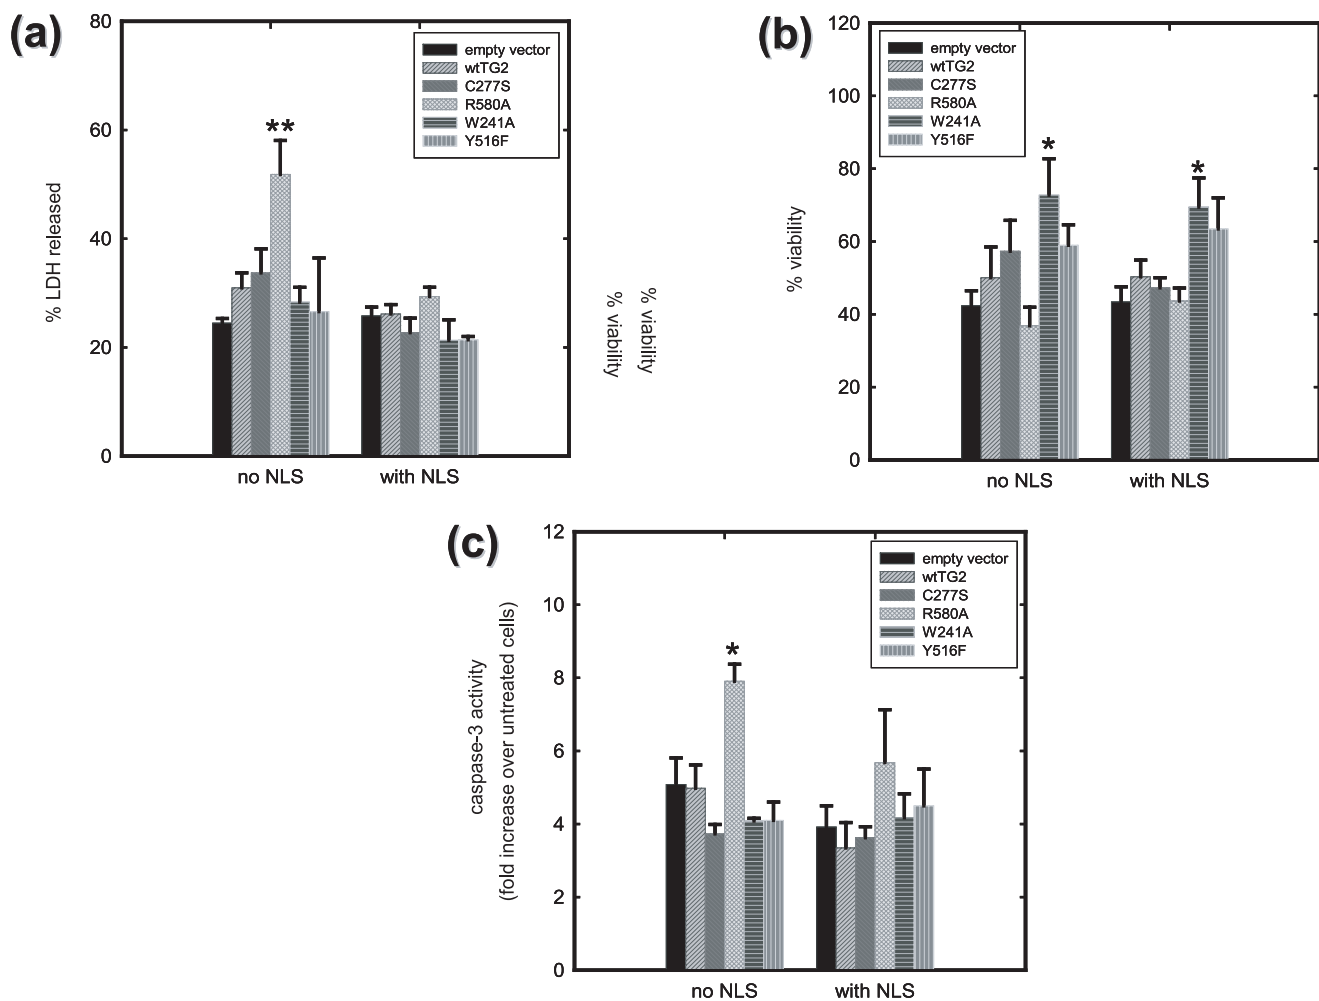 (a)
80
60
40
20
0
% LDH released
**
empty vector
wtTG2
C277S
R580A
W241A
Y516F
no NLS
with NLS
% viability
% viability
(b)
120
100
80
60
40
20
0
% viability
empty vector
wtTG2
C277S
R580A
W241A
Y516F
*
*
no NLS
with NLS
(c)
12
10
8
6
4
2
0
caspase-3 activity
(fold increase over untreated cells)
*
empty vector
wtTG2
C277S
R580A
W241A
Y516F
no NLS
with NLS